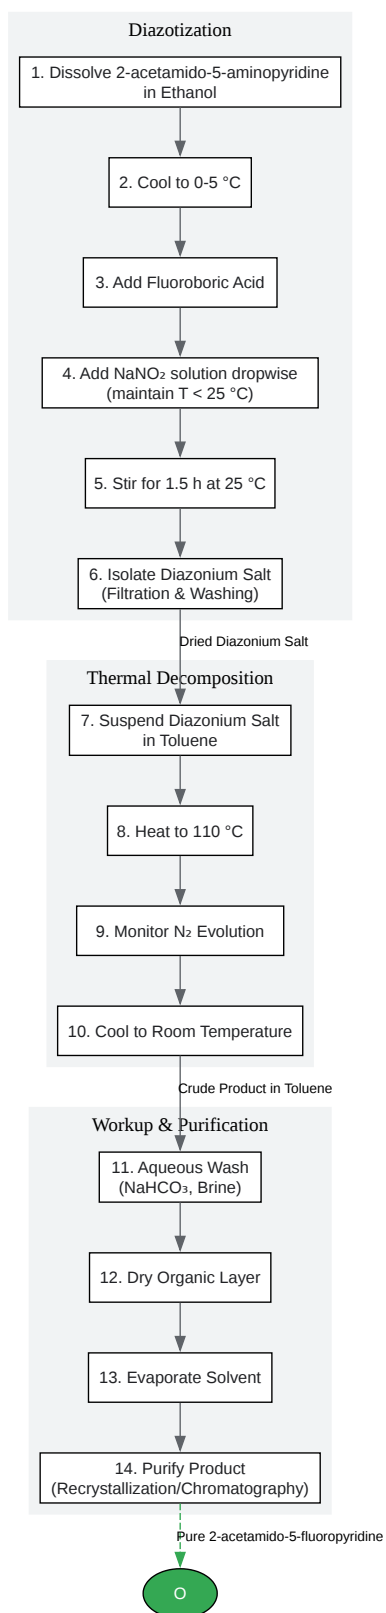 Diazotization
1. Dissolve 2-acetamido-5-aminopyridine
in Ethanol
2. Cool to 0-5 °C
3. Add Fluoroboric Acid
4. Add NaNO₂ solution dropwise
(maintain T < 25 °C)
5. Stir for 1.5 h at 25 °C
6. Isolate Diazonium Salt
(Filtration & Washing)
Dried Diazonium Salt
Thermal Decomposition
7. Suspend Diazonium Salt
in Toluene
8. Heat to 110 °C
9. Monitor N₂ Evolution
10. Cool to Room Temperature
Crude Product in Toluene
Workup & Purification
11. Aqueous Wash
(NaHCO₃, Brine)
12. Dry Organic Layer
13. Evaporate Solvent
14. Purify Product
(Recrystallization/Chromatography)
Pure 2-acetamido-5-fluoropyridine
O